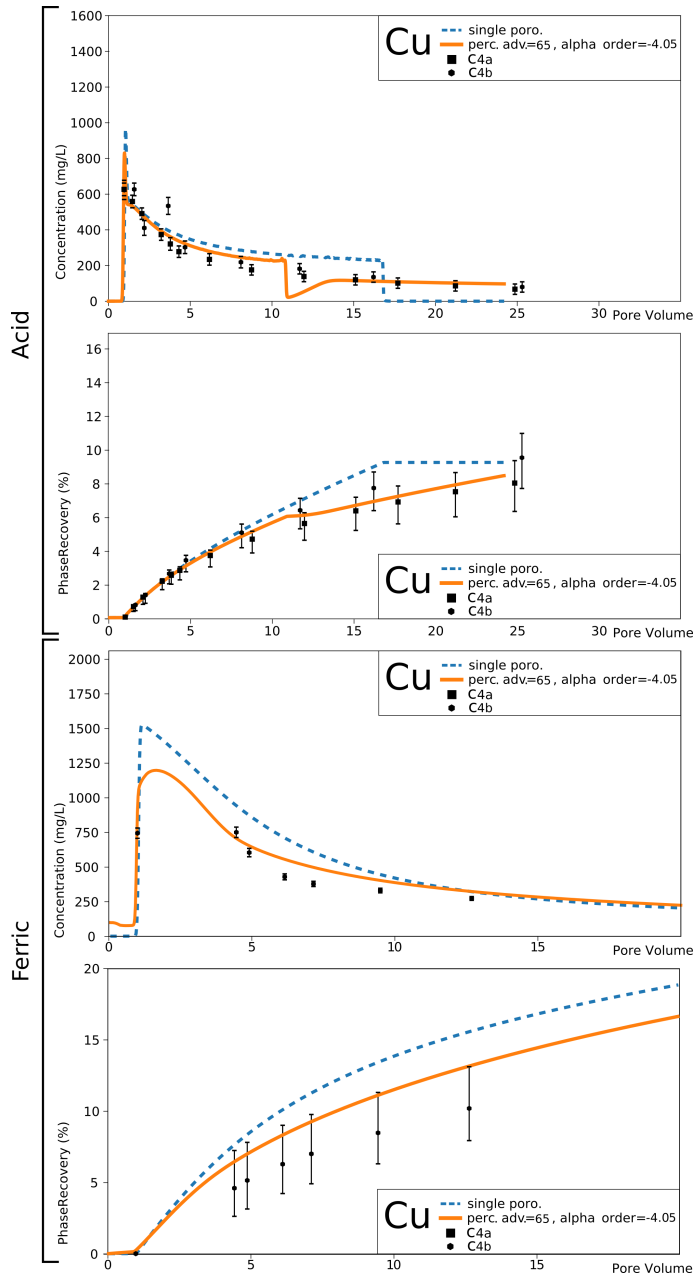 Acid
1600
1400
1200
1000
800
600
400
200
0
Concentration (mg/L)
Cu
single poro.
perc. adv.=65, alpha order=-4.05
C4a
C4b
0 5 10 15 20 25 30 Pore Volume
16
14
12
10
8
6
4
2
0
PhaseRecovery (%)
Cu
single poro.
perc. adv.=65, alpha order=-4.05
C4a
C4b
0 5 10 15 20 25 30 Pore Volume
Ferric
2000
1750
1500
1250
1000
750
500
250
0
Concentration (mg/L)
Cu
single poro.
perc. adv.=65, alpha order=-4.05
C4a
C4b
0 5 10 15 Pore Volume
20
15
10
5
0
PhaseRecovery (%)
Cu
single poro.
perc. adv.=65, alpha order=-4.05
C4a
C4b
0 5 10 15 Pore Volume